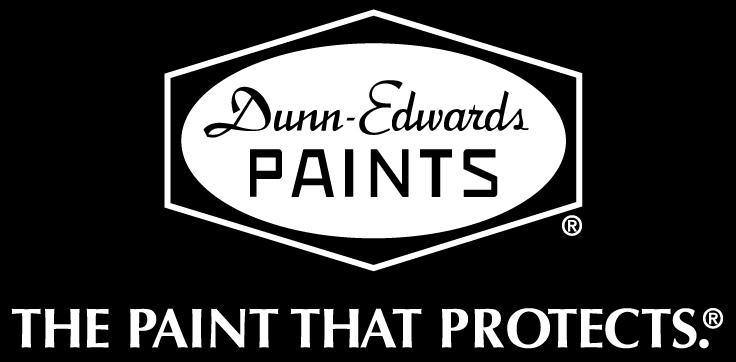 Dunn-Edwards
PAINTS
®
THE PAINT THAT PROTECTS.®